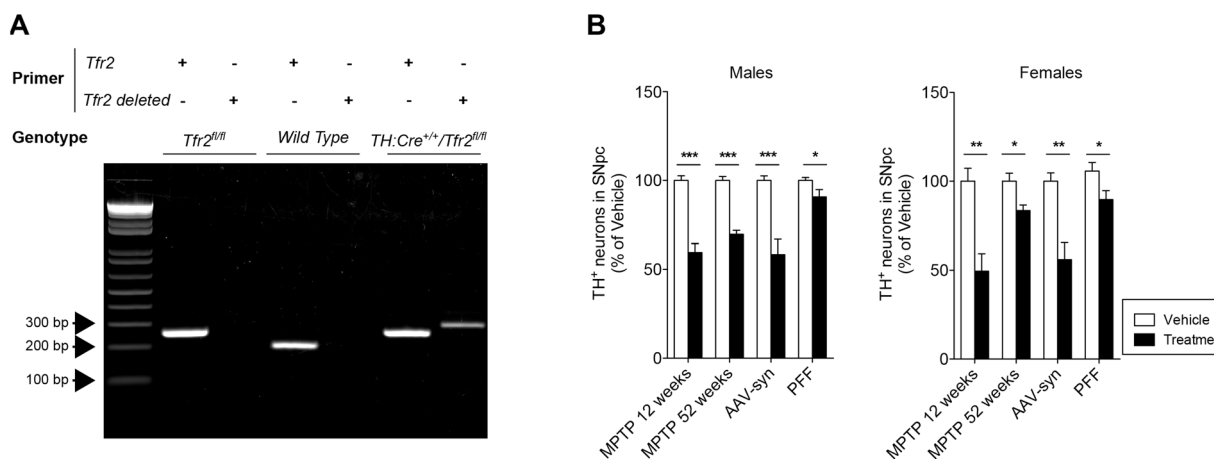 A
Primer
Tfr2 + - + - + -
Tfr2 deleted - + - + - +
Genotype Tfr2fl/fl Wild Type TH:Cre+/+/Tfr2fl/fl
300 bp
200 bp
100 bp
B
Males
*** *** *** *
TH+ neurons in SNpc
(% of Vehicle)
150
100
50
0
MPTP 12 weeks
MPTP 52 weeks
AAV-syn
PFF
Females
** * ** *
TH+ neurons in SNpc
(% of Vehicle)
150
100
50
0
MPTP 12 weeks
MPTP 52 weeks
AAV-syn
PFF
Vehicle
Treatme